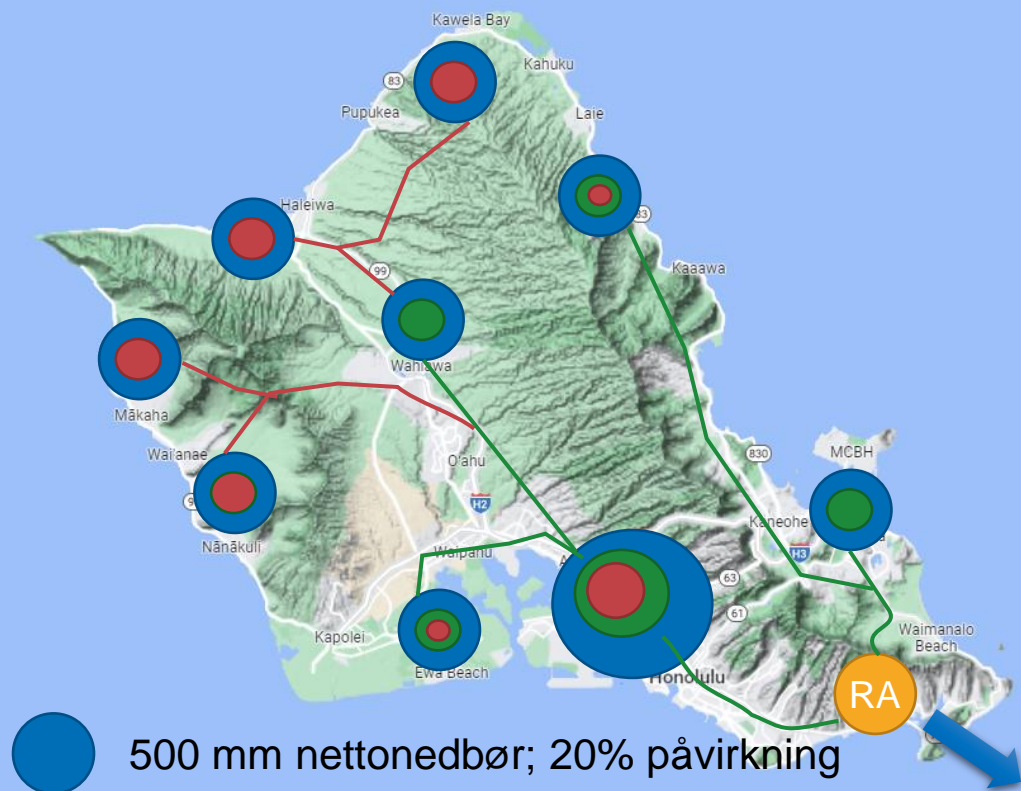 Kawela Bay
Kahuku
83
Pupukea
Laie
Haleiwa
83
99
Kaaawa
Wahiawa
Mākaha
Wai'anae
O'ahu
830
MCBH
H2
Nānākuli
Kaneohe
H3
Waipahu
63
61
Kapolei
Waimanalo
Beach
Ewa Beach
Honolulu
RA
500 mm nettonedbør; 20% påvirkning